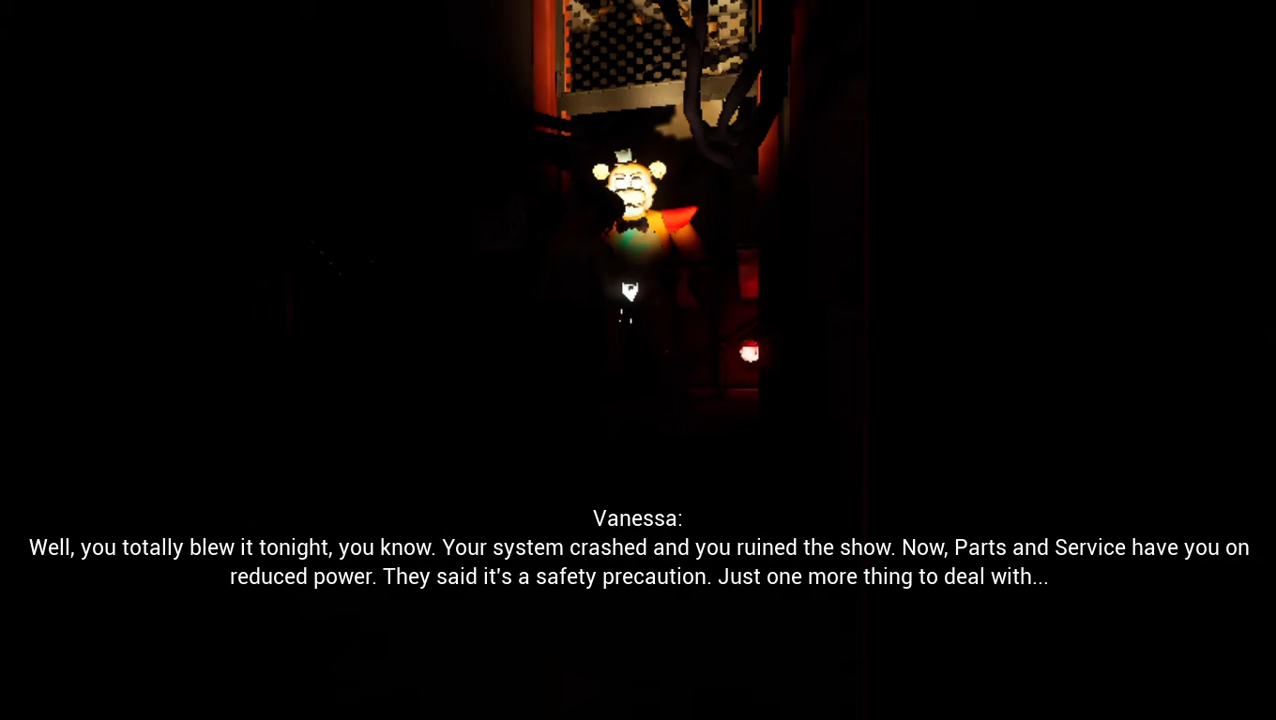 Vanessa:
Well, you totally blew it tonight, you know. Your system crashed and you ruined the show. Now, Parts and Service have you on
reduced power. They said it's a safety precaution. Just one more thing to deal with...